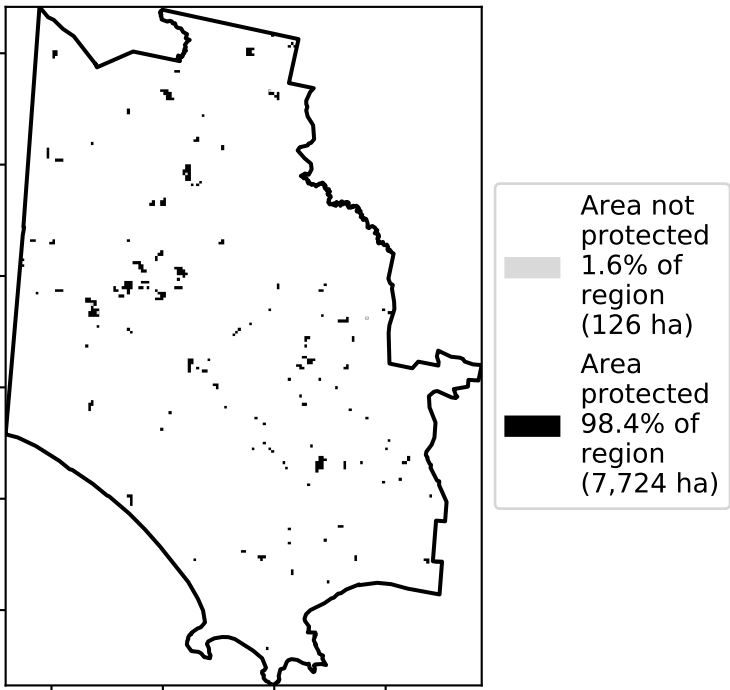 Area not
protected
1.6% of
region
(126 ha)
Area
protected
98.4% of
region
(7,724 ha)